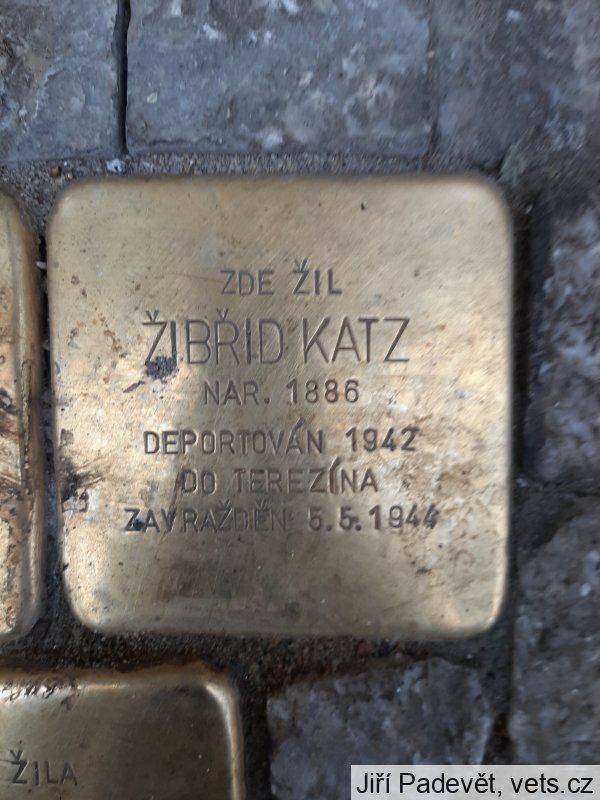 ZDE ŽIL
ŽIBŘID KATZ
NAR. 1886
DEPORTOVÁN 1942
DO TEREZÍNA
ZAVRAŽDĚN 5.5.1944
ŽILA
Jiří Padevět, vets.cz